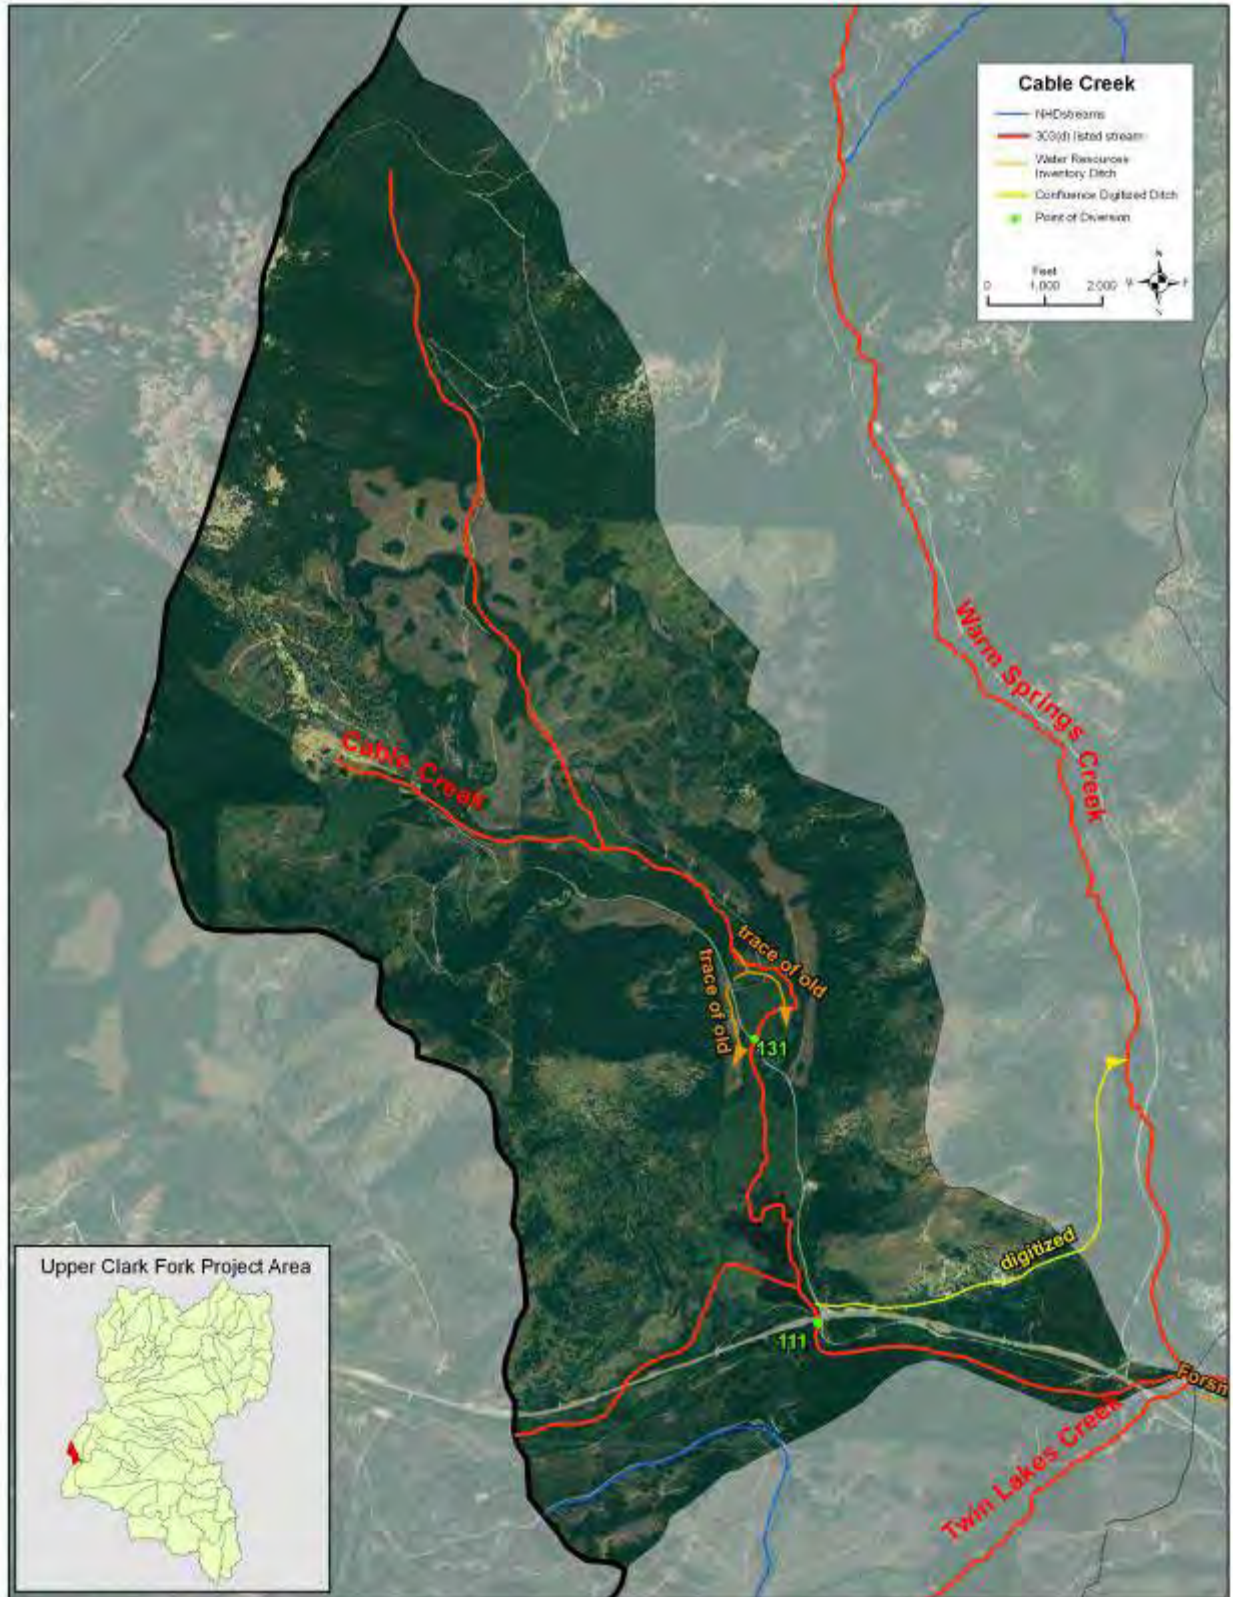 Cable Creek
NHDstreams
303(d) listed stream
Water Resources
Inventory Ditch
Confluence Digitized Ditch
Point of Diversion
N
Feet
0 1,000 2,000
Warm Springs Creek
Cable Creek
trace of old
trace of old
131
digitized
111
Forsn
Twin Lakes Creek
Upper Clark Fork Project Area